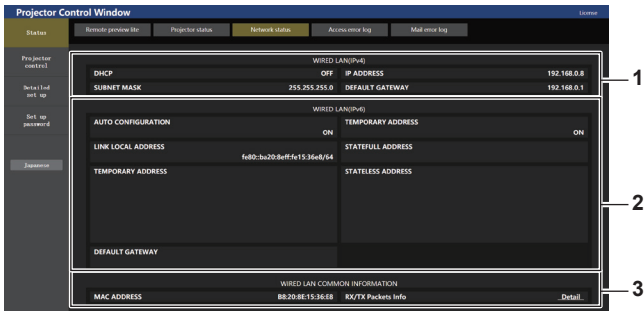 Projector Control Window
License
Status
Remote preview lite
Projector status
Network status
Access error log
Mail error log
Projector
control
Detailed
set up
Set up
password
Japanese
WIRED LAN(IPv4)
DHCP OFF IP ADDRESS 192.168.0.8
SUBNET MASK 255.255.255.0 DEFAULT GATEWAY 192.168.0.1
1
WIRED LAN(IPv6)
AUTO CONFIGURATION TEMPORARY ADDRESS
ON ON
LINK LOCAL ADDRESS STATEFULL ADDRESS
fe80::ba20:8eff:fe15:36e8/64
TEMPORARY ADDRESS STATELESS ADDRESS
2
DEFAULT GATEWAY
WIRED LAN COMMON INFORMATION
3
MAC ADDRESS B8:20:8E:15:36:E8 RX/TX Packets Info Detail